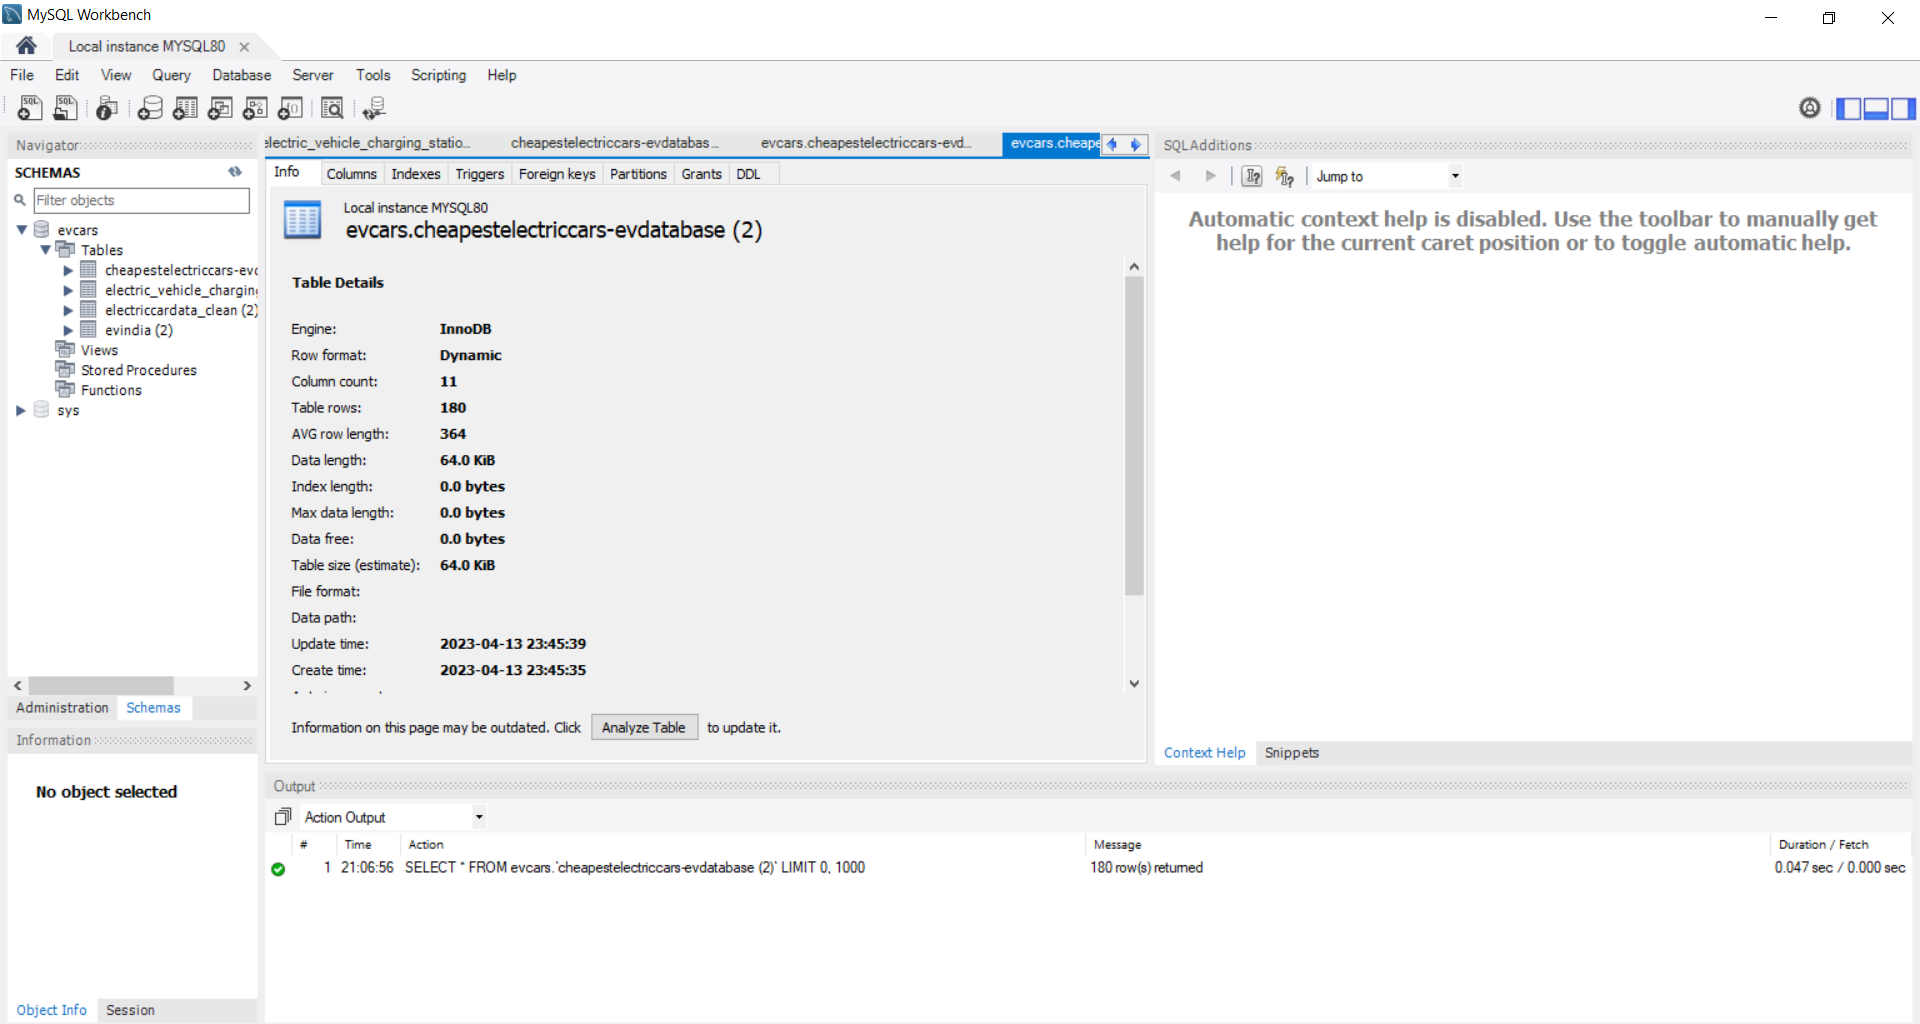 MySQL Workbench
Local instance MYSQL80
File Edit View Query Database Server Tools Scripting Help
Navigator
SCHEMAS
Filter objects
evcars
Tables
cheapestelectriccars-evd
electric_vehicle_charging
electriccardata_clean (2)
evindia (2)
Views
Stored Procedures
Functions
sys
Administration Schemas
Information
No object selected
Object Info Session
electric_vehicle_charging_statio... cheapestelectriccars-evdatabas... evcars.cheapestelectriccars-evd... evcars.cheape
Info Columns Indexes Triggers Foreign keys Partitions Grants DDL
Local instance MYSQL80
evcars.cheapestelectriccars-evdatabase (2)
Table Details
Engine: InnoDB
Row format: Dynamic
Column count: 11
Table rows: 180
AVG row length: 364
Data length: 64.0 KiB
Index length: 0.0 bytes
Max data length: 0.0 bytes
Data free: 0.0 bytes
Table size (estimate): 64.0 KiB
File format:
Data path:
Update time: 2023-04-13 23:45:39
Create time: 2023-04-13 23:45:35
Information on this page may be outdated. Click Analyze Table to update it.
SQLAdditions
Jump to
Automatic context help is disabled. Use the toolbar to manually get
help for the current caret position or to toggle automatic help.
Context Help Snippets
Output
Action Output
# Time Action Message Duration / Fetch
1 21:06:56 SELECT * FROM evcars.`cheapestelectriccars-evdatabase (2)` LIMIT 0, 1000 180 row(s) returned 0.047 sec / 0.000 sec